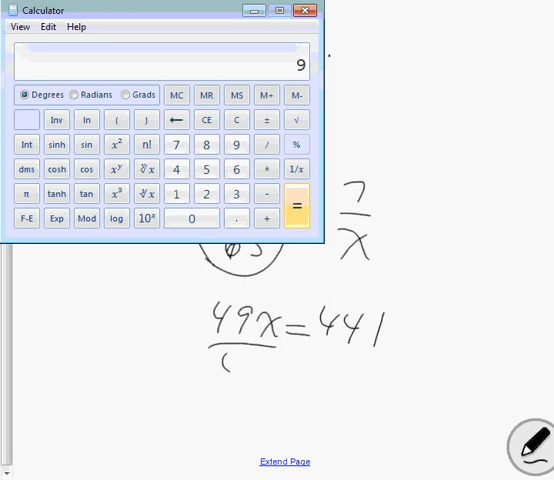 Calculator
View Edit Help
9
Degrees Radians Grads MC MR MS M+ M-
Inv ln ( ) ← CE C ± √
Int sinh sin x² n! 7 8 9 / %
dms cosh cos xʸ ʸ√x 4 5 6 * 1/x
π tanh tan x³ ³√x 1 2 3 - =
F-E Exp Mod log 10ˣ 0 . +
7
x
49x = 441
Extend Page